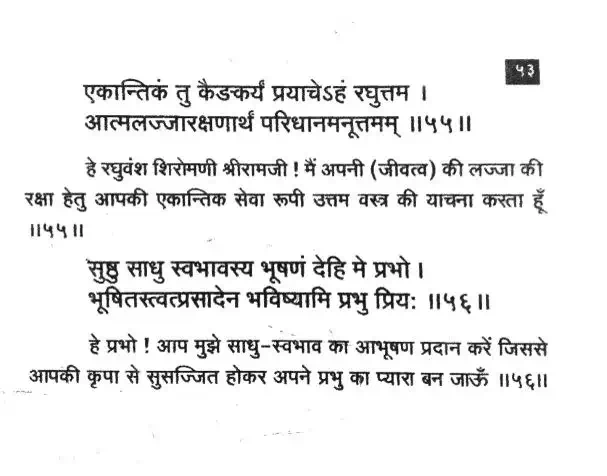 ५३
एकान्तिकं तु कैङकर्यं प्रयाचेऽहं रघुत्तम ।
आत्मलज्जारक्षणार्थं परिधानमनूत्तमम् ॥५५॥
हे रघुवंश शिरोमणी श्रीरामजी ! मैं अपनी (जीवत्व) की लज्जा की
रक्षा हेतु आपकी एकान्तिक सेवा रूपी उत्तम वस्त्र की याचना करता हूँ
॥५५॥
सुष्ठु साधु स्वभावस्य भूषणं देहि मे प्रभो ।
भूषितस्त्वत्प्रसादेन भविष्यामि प्रभु प्रियः ॥५६॥
हे प्रभो ! आप मुझे साधु-स्वभाव का आभूषण प्रदान करें जिससे
आपकी कृपा से सुसज्जित होकर अपने प्रभु का प्यारा बन जाऊँ ॥५६॥